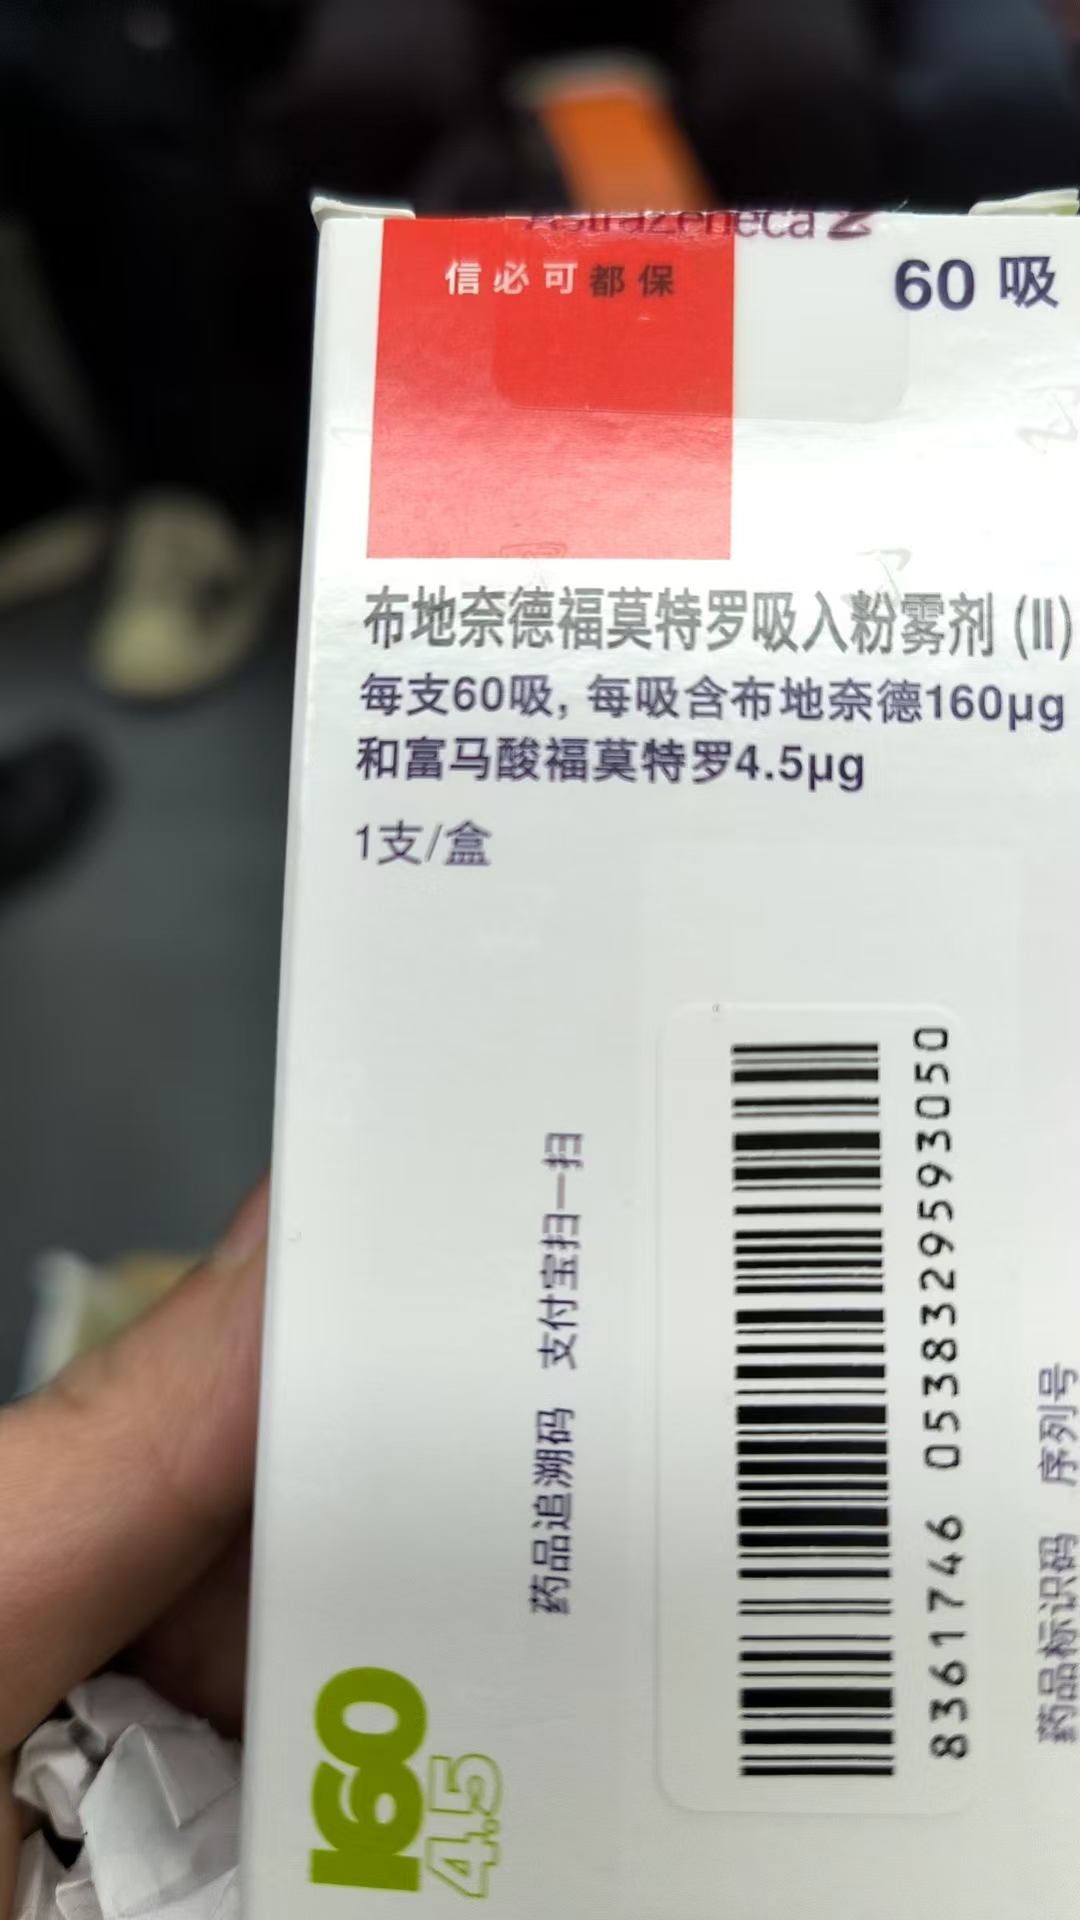 AstraZeneca
信必可都保
60 吸
布地奈德福莫特罗吸入粉雾剂 (II)
每支60吸, 每吸含布地奈德160μg
和富马酸福莫特罗4.5μg
1支/盒
药品追溯码 支付宝扫一扫
8361746 0538329593050
药品标识码 序列号
160
4.5